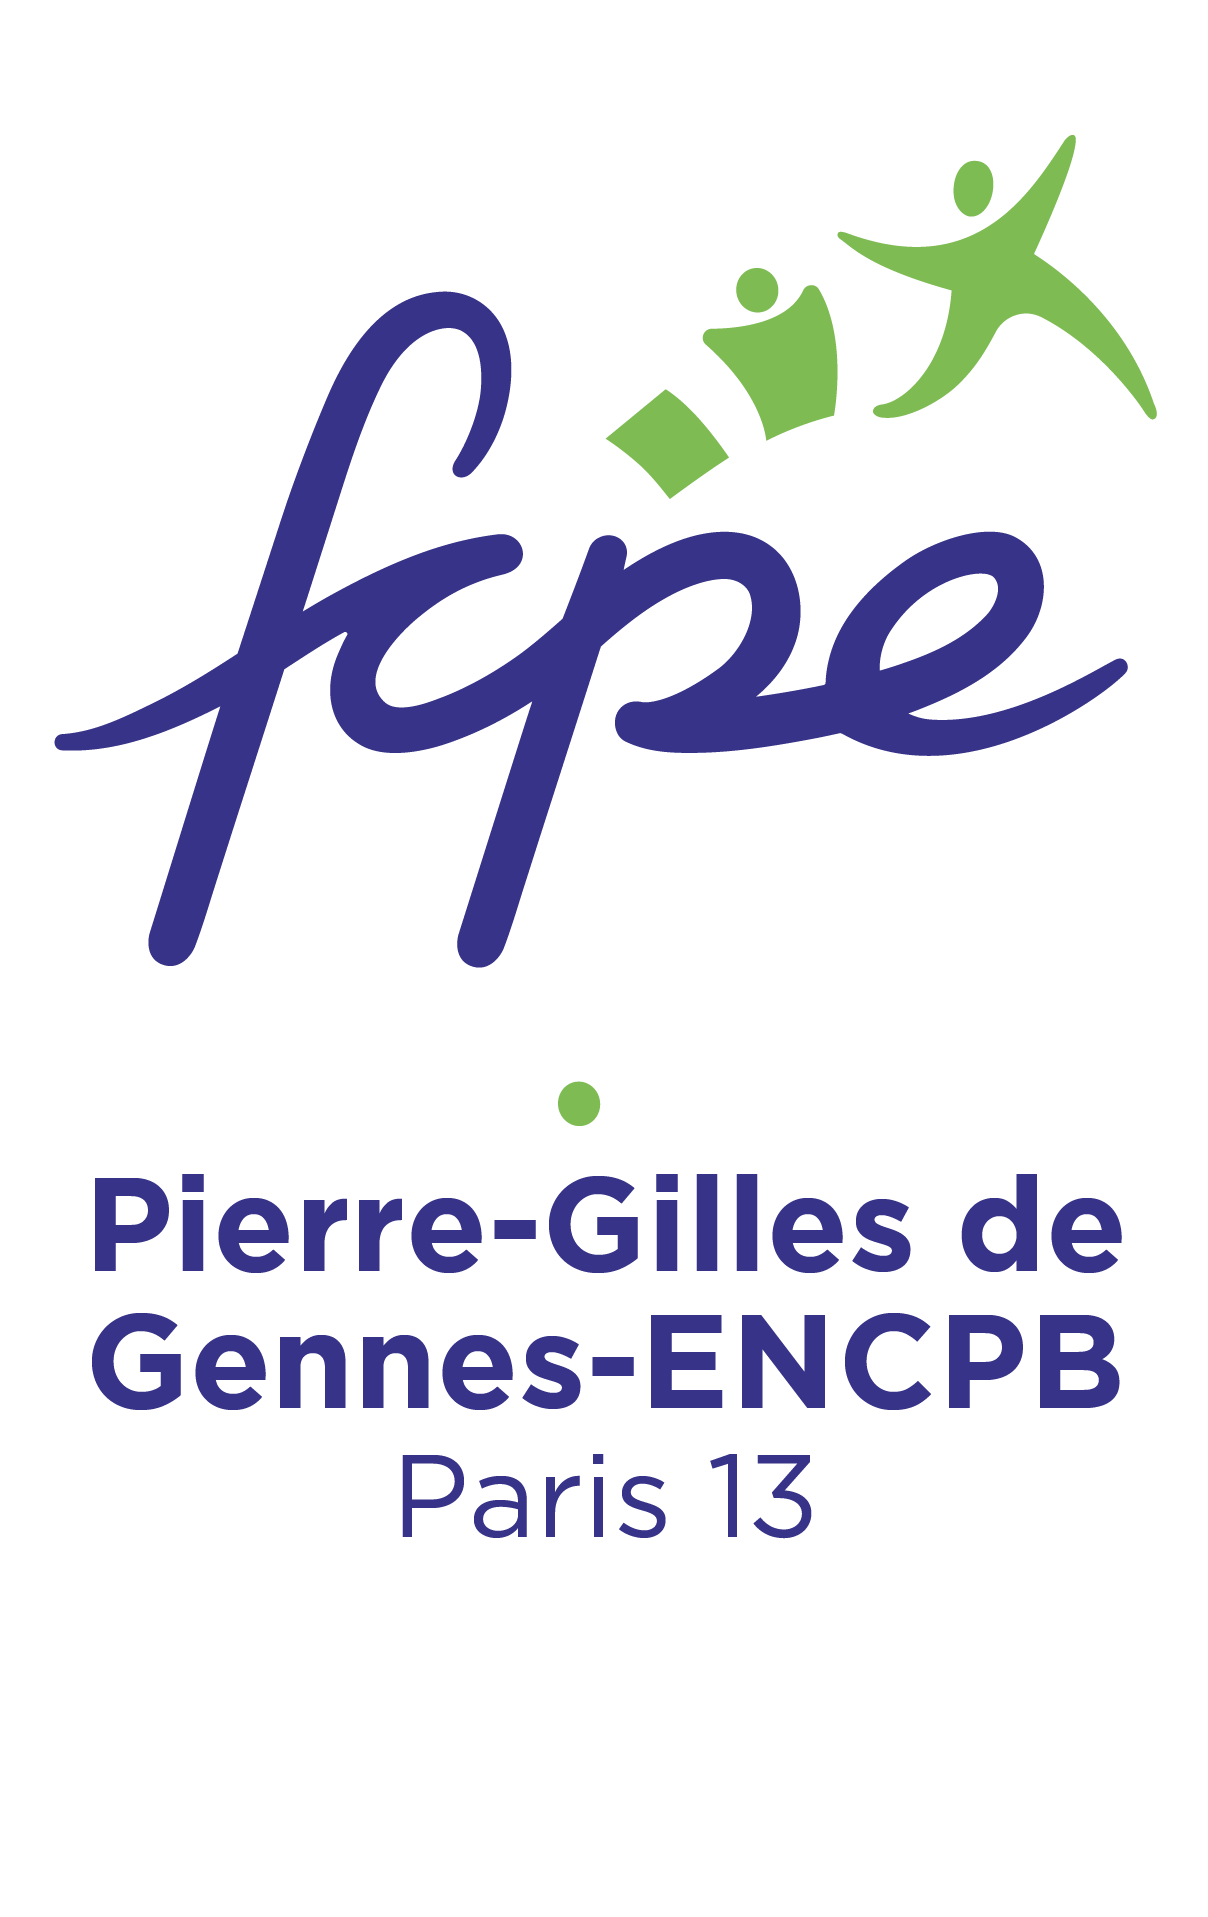 fcpe
Pierre-Gilles de
Gennes-ENCPB
Paris 13